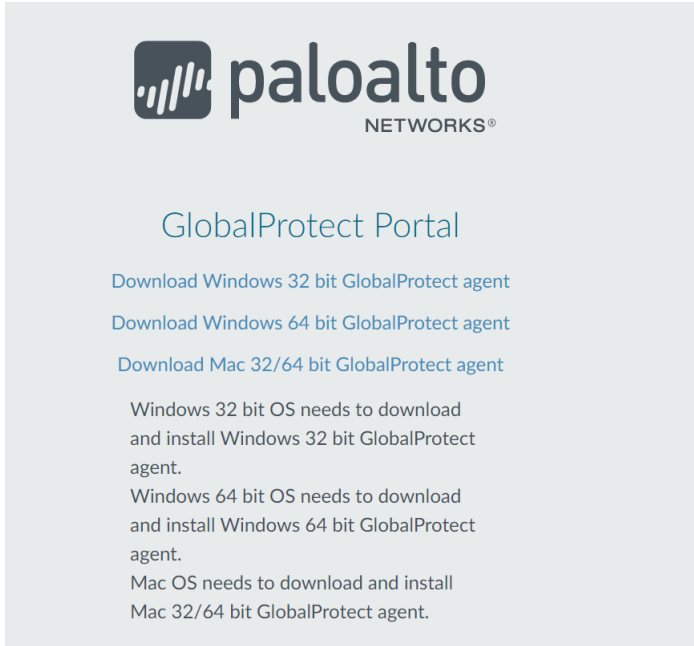 paloalto
NETWORKS®
GlobalProtect Portal
Download Windows 32 bit GlobalProtect agent
Download Windows 64 bit GlobalProtect agent
Download Mac 32/64 bit GlobalProtect agent
Windows 32 bit OS needs to download
and install Windows 32 bit GlobalProtect
agent.
Windows 64 bit OS needs to download
and install Windows 64 bit GlobalProtect
agent.
Mac OS needs to download and install
Mac 32/64 bit GlobalProtect agent.